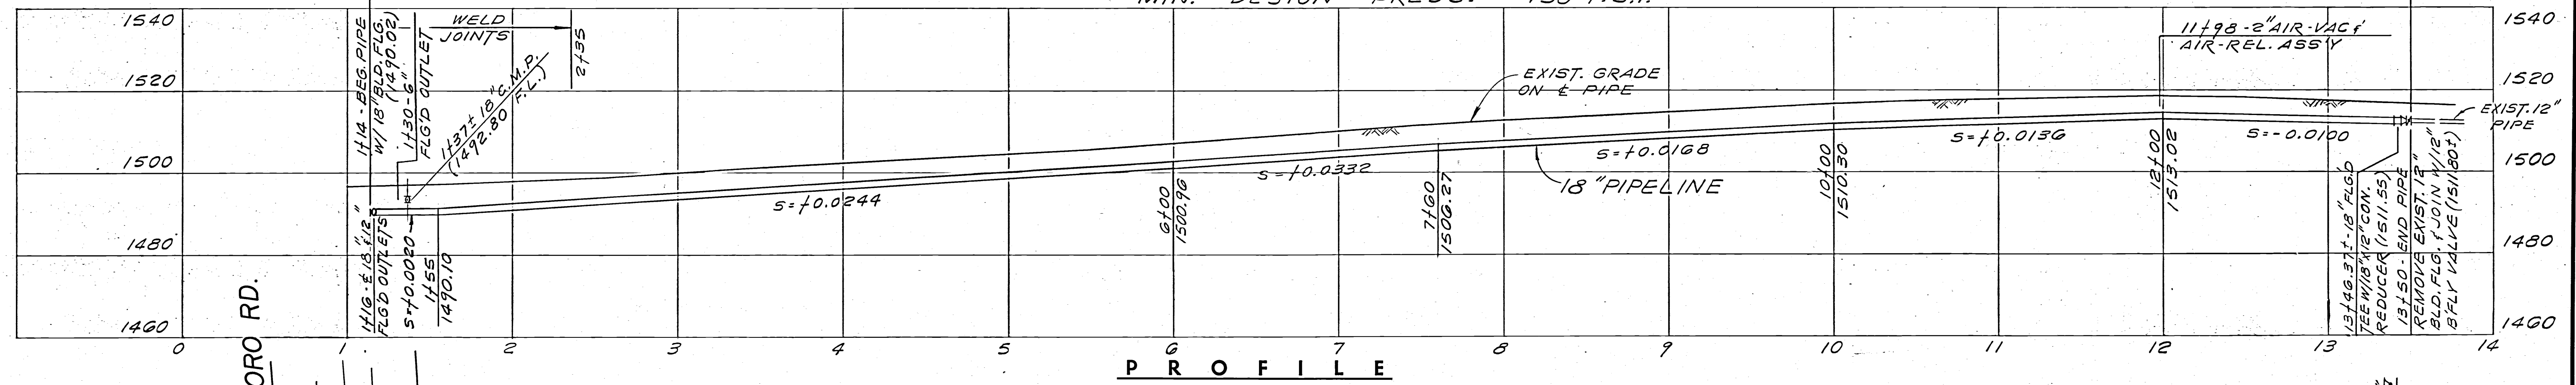 MIN. DESIGN PRESS. 150 P.S.I.
1540
1520
1500
1480
1460
1+14 - BEG. PIPE
W/ 18" BLD. FLG.
(1490.02)
1+30-6"
FLG'D OUTLET
WELD
JOINTS
2+35
1+37± 18" C.M.P.
(1492.80 F.L.)
1+16 - ℄ 18" & 12"
FLG'D OUTLETS
S=+0.0020
1+55
1490.10
S=+0.0244
6+00
1500.96
S=+0.0332
EXIST. GRADE
ON ℄ PIPE
7+60
1506.27
S=+0.0168
18" PIPELINE
10+00
1510.30
S=+0.0136
11+98-2" AIR-VAC &
AIR-REL. ASS'Y
12+00
1513.02
S=-0.0100
EXIST. 12"
PIPE
13+46.37±-18" FLG'D
TEE W/18"X12" CON.
REDUCER (1511.55)
13+50 - END PIPE
REMOVE EXIST. 12"
BLD. FLG. & JOIN W/12"
B'FLY VALVE (1511.80±)
1540
1520
1500
1480
1460
0 1 2 3 4 5 6 7 8 9 10 11 12 13 14
PROFILE
ORO RD.